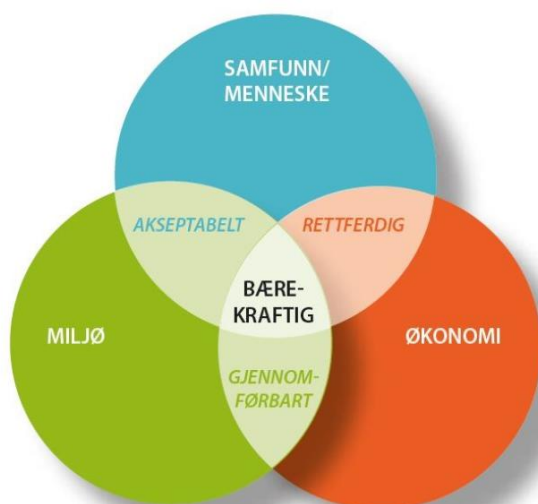 SAMFUNN/
MENNESKE
AKSEPTABELT
RETTFERDIG
BÆRE-
KRAFTIG
MILJØ
ØKONOMI
GJENNOM-
FØRBART